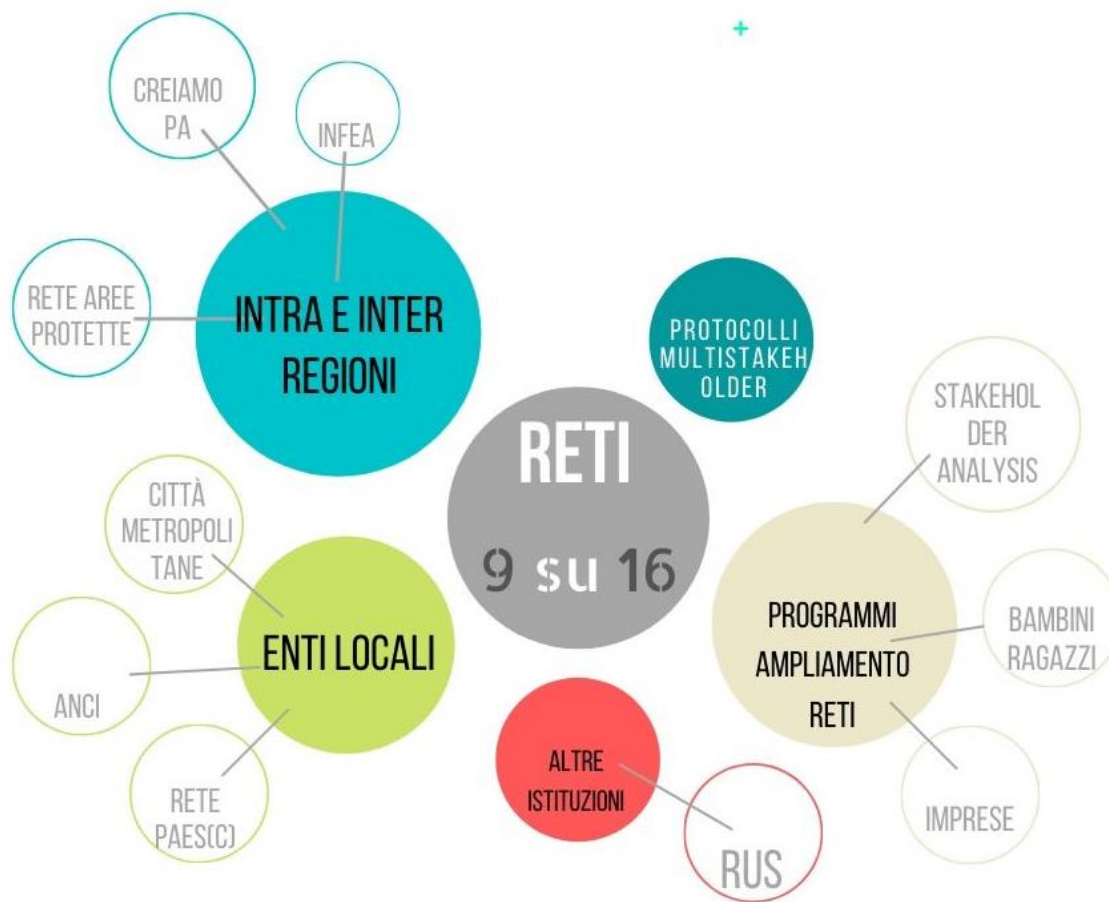 +
CREIAMO
PA
INFEA
RETE AREE
PROTETTE
INTRA E INTER
REGIONI
PROTOCOLLI
MULTISTAKEH
OLDER
STAKEHOL
DER
ANALYSIS
RETI
9 su 16
CITTÀ
METROPOLI
TANE
ENTI LOCALI
ANCI
RETE
PAES(C)
PROGRAMMI
AMPLIAMENTO
RETI
BAMBINI
RAGAZZI
IMPRESE
ALTRE
ISTITUZIONI
RUS